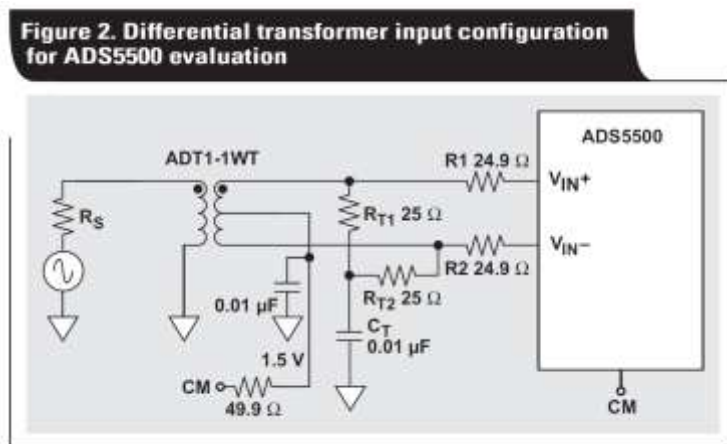 Figure 2. Differential transformer input configuration
for ADS5500 evaluation
ADS5500
ADT1-1WT
R1 24.9 Ω
VIN+
RS
RT1 25 Ω
VIN−
R2 24.9 Ω
RT2 25 Ω
0.01 µF
CT
0.01 µF
1.5 V
CM
49.9 Ω
CM